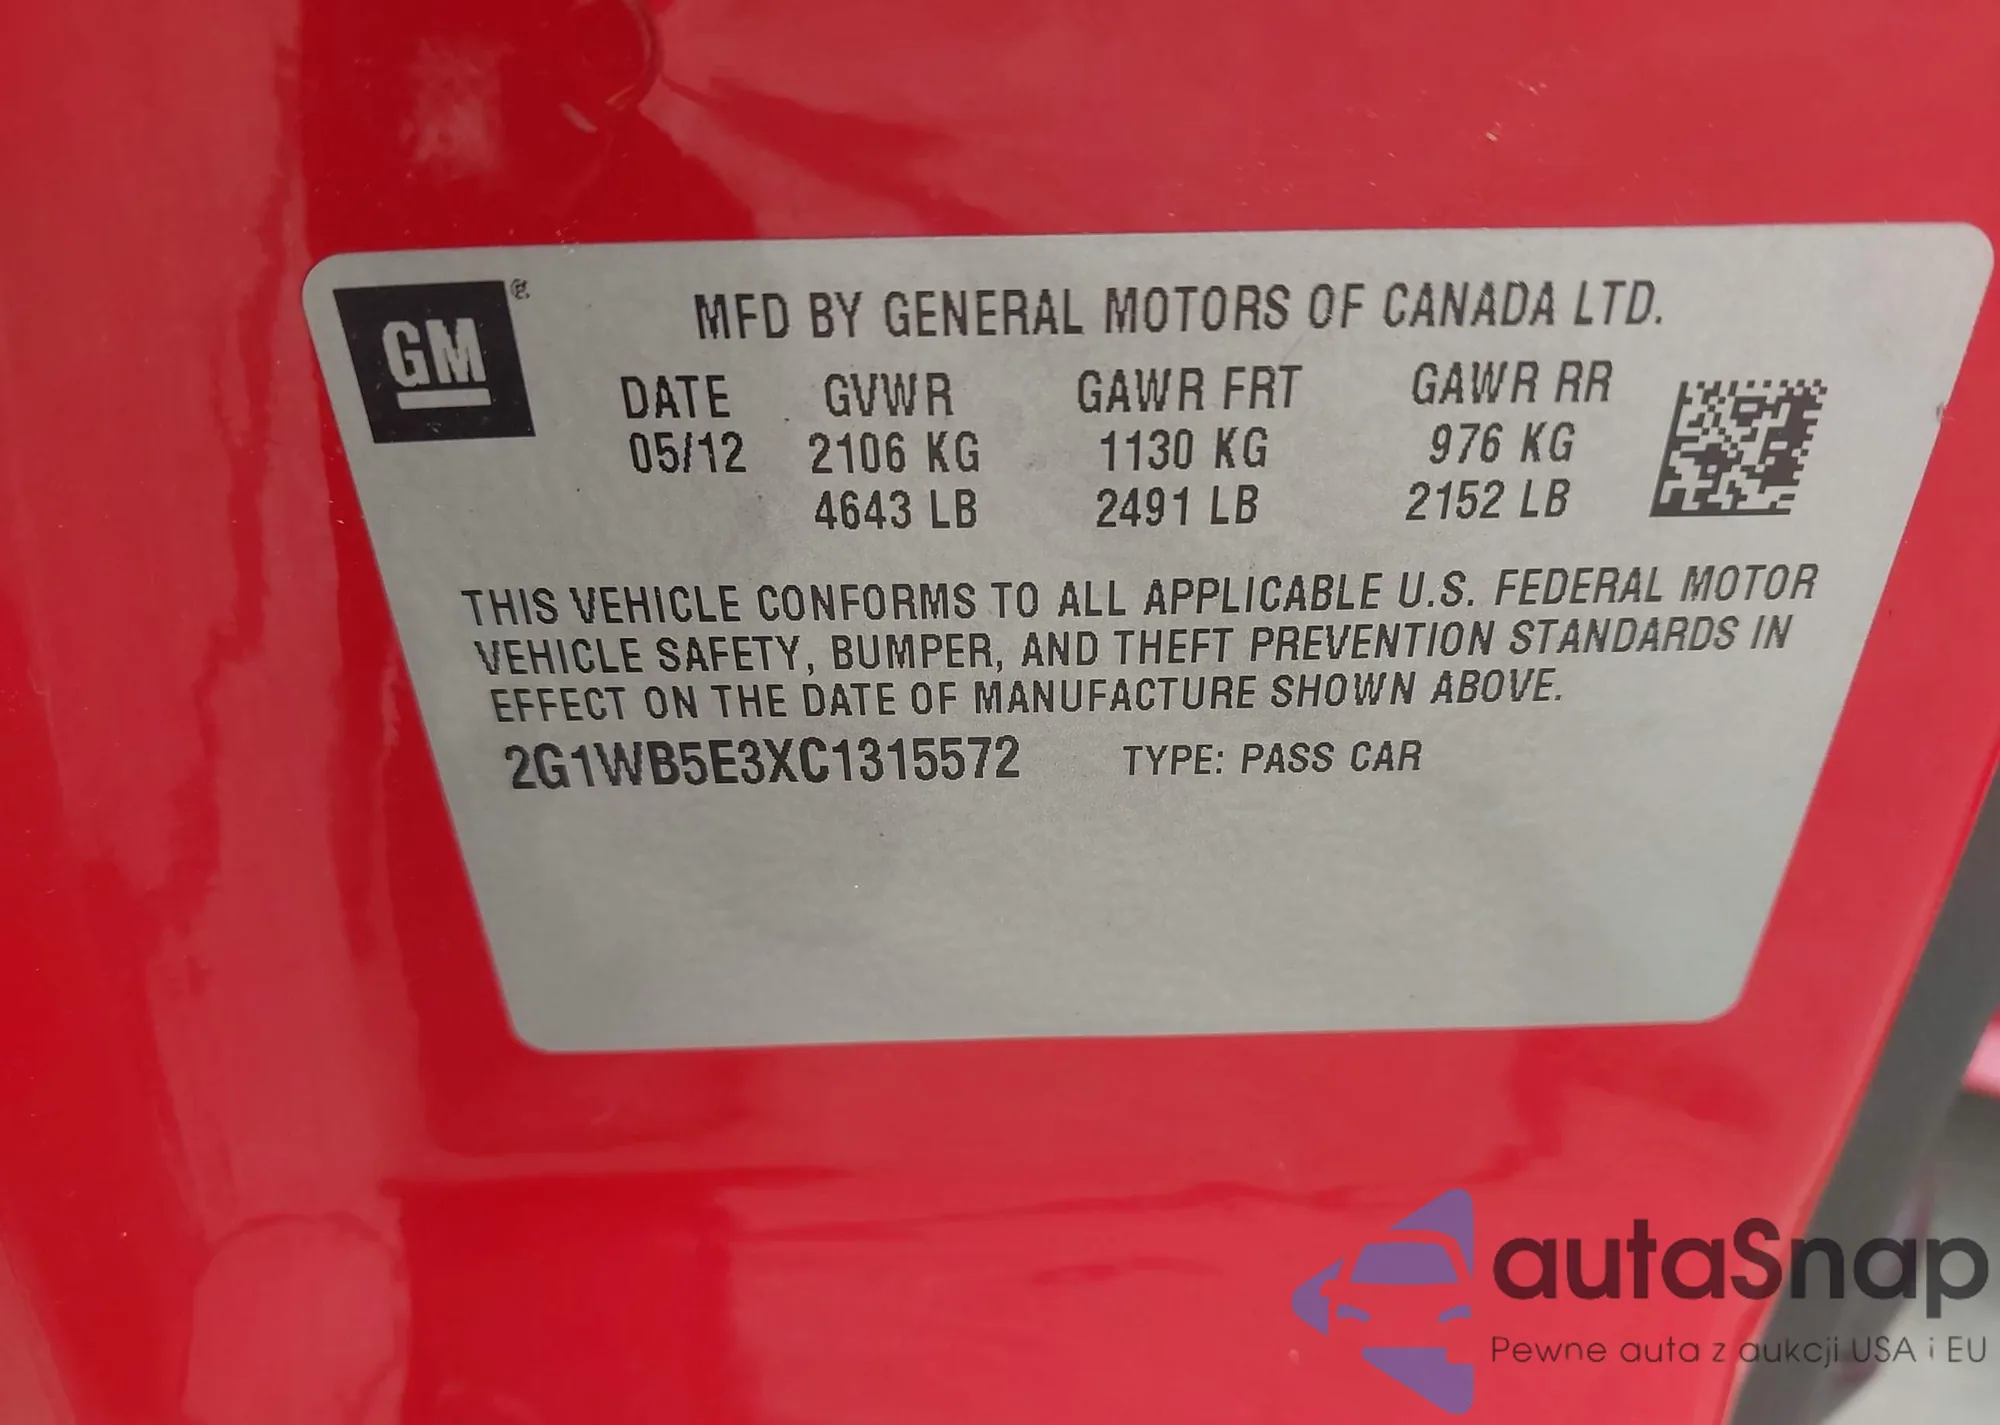 GM ®
MFD BY GENERAL MOTORS OF CANADA LTD.
DATE GVWR GAWR FRT GAWR RR
05/12 2106 KG 1130 KG 976 KG
4643 LB 2491 LB 2152 LB
THIS VEHICLE CONFORMS TO ALL APPLICABLE U.S. FEDERAL MOTOR
VEHICLE SAFETY, BUMPER, AND THEFT PREVENTION STANDARDS IN
EFFECT ON THE DATE OF MANUFACTURE SHOWN ABOVE.
2G1WB5E3XC1315572 TYPE: PASS CAR
autaSnap
Pewne auta z aukcji USA i EU